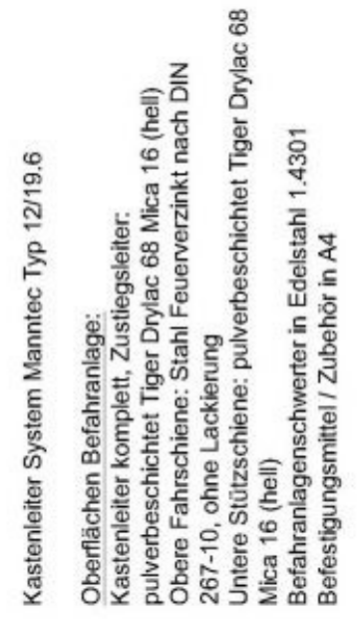 Kastenleiter System Manntec Typ 12/19.6
Oberflächen Befahranlage:
Kastenleiter komplett, Zustiegsleiter:
pulverbeschichtet Tiger Drylac 68 Mica 16 (hell)
Obere Fahrschiene: Stahl Feuerverzinkt nach DIN
267-10, ohne Lackierung
Untere Stützschiene: pulverbeschichtet Tiger Drylac 68
Mica 16 (hell)
Befahranlagenschwerter in Edelstahl 1.4301
Befestigungsmittel / Zubehör in A4